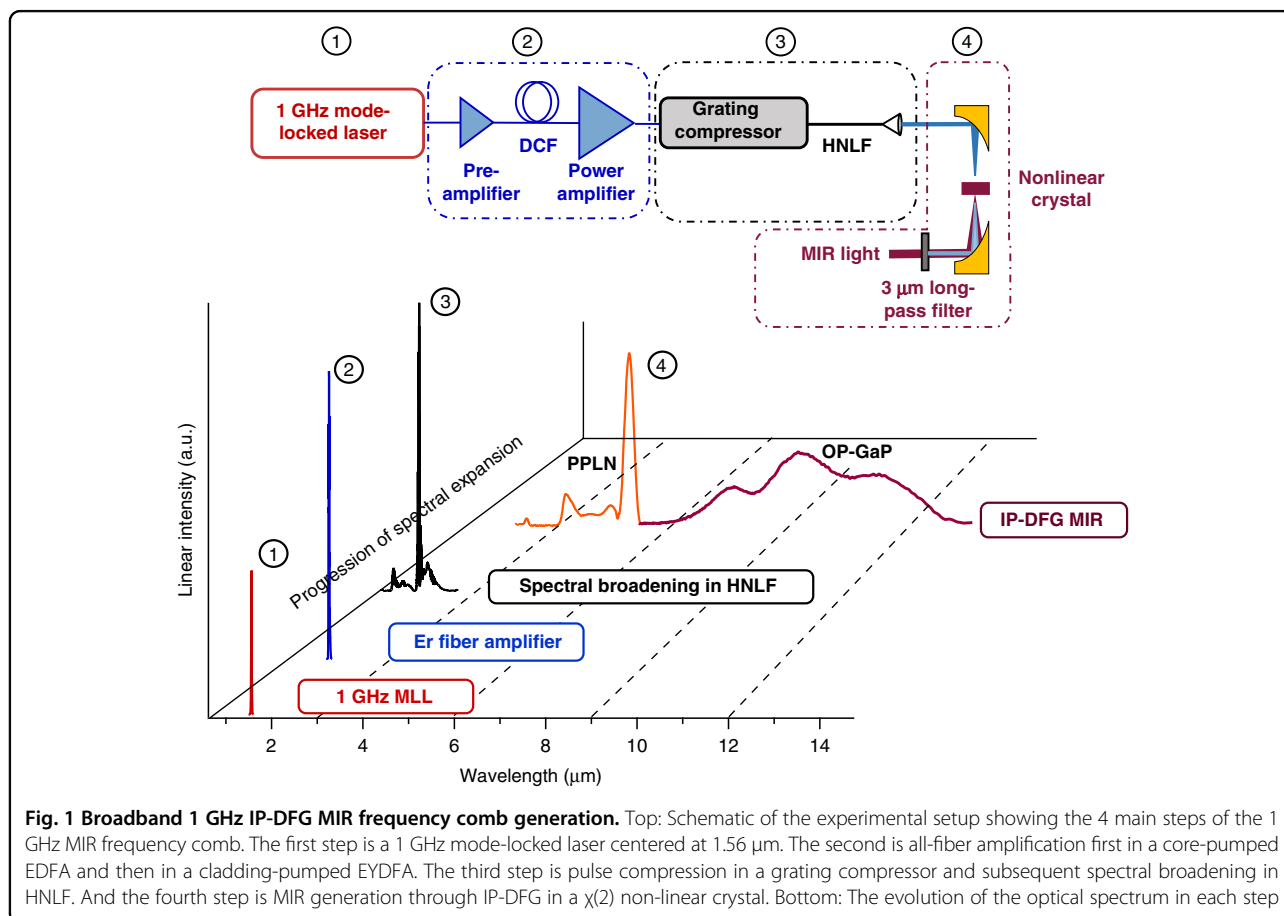 ① ② ③ ④
1 GHz mode-
locked laser
Pre-
amplifier
DCF
Power
amplifier
Grating
compressor
HNLF
Nonlinear
crystal
MIR light
3 μm long-
pass filter
Linear intensity (a.u.)
Progression of spectral expansion
①
②
③
④
PPLN
OP-GaP
IP-DFG MIR
Spectral broadening in HNLF
Er fiber amplifier
1 GHz MLL
2 4 6 8 10 12 14
Wavelength (μm)
Fig. 1 Broadband 1 GHz IP-DFG MIR frequency comb generation. Top: Schematic of the experimental setup showing the 4 main steps of the 1
GHz MIR frequency comb. The first step is a 1 GHz mode-locked laser centered at 1.56 μm. The second is all-fiber amplification first in a core-pumped
EDFA and then in a cladding-pumped EYDFA. The third step is pulse compression in a grating compressor and subsequent spectral broadening in
HNLF. And the fourth step is MIR generation through IP-DFG in a χ(2) non-linear crystal. Bottom: The evolution of the optical spectrum in each step